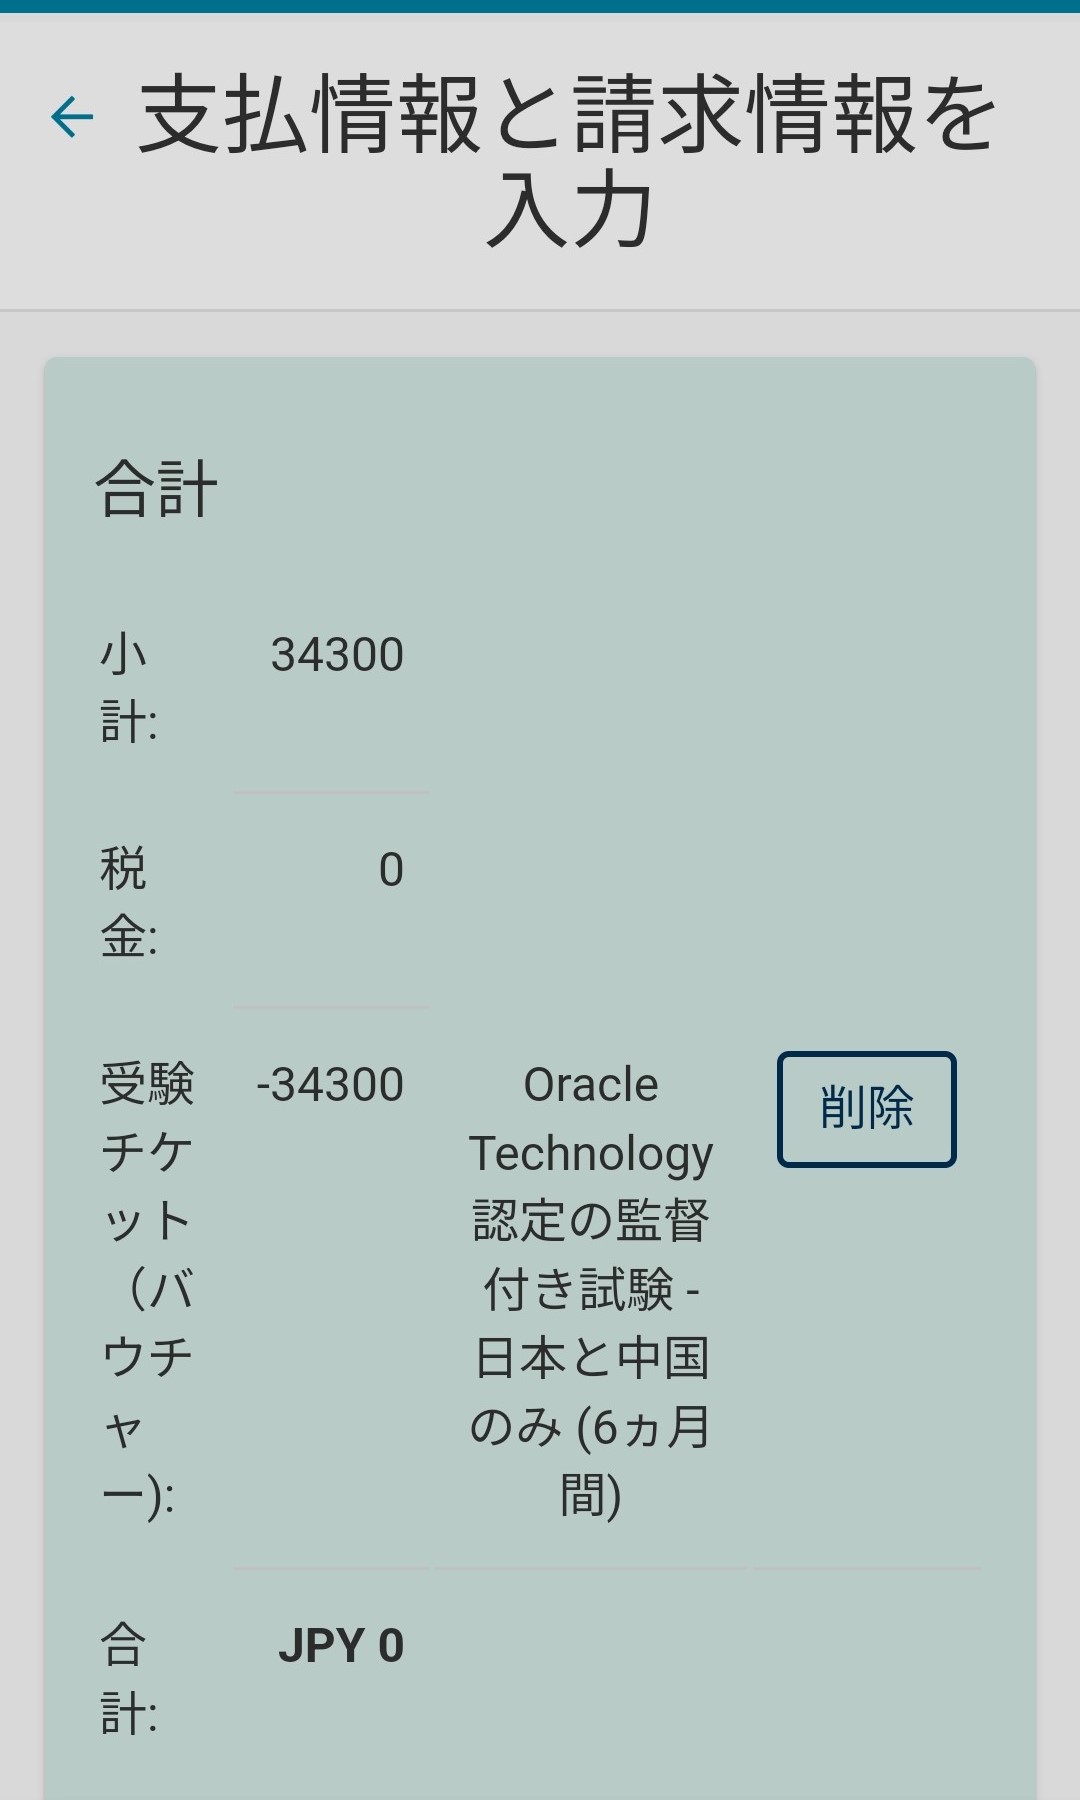 支払情報と請求情報を
入力
合計
小
計:
34300
税
金:
0
受験
チケ
ット
（バ
ウチ
ャ
ー):
-34300
Oracle
Technology
認定の監督
付き試験 -
日本と中国
のみ (6ヵ月
間)
削除
合
計:
JPY 0